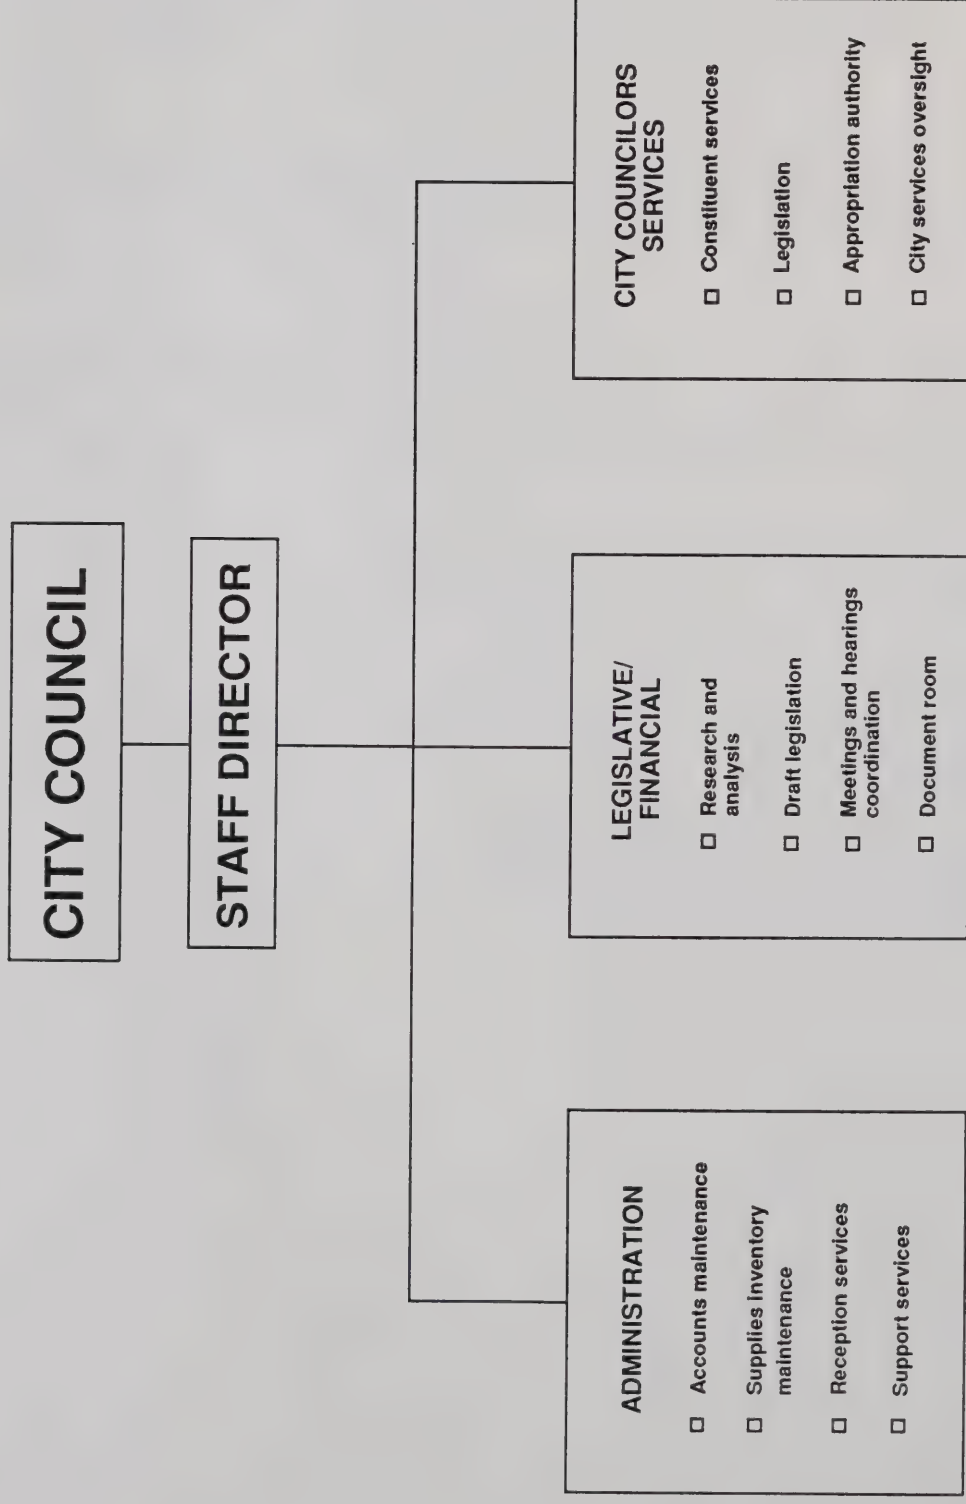 CITY COUNCIL
STAFF DIRECTOR
ADMINISTRATION
☐ Accounts maintenance
☐ Supplies inventory
maintenance
☐ Reception services
☐ Support services
LEGISLATIVE/
FINANCIAL
☐ Research and
analysis
☐ Draft legislation
☐ Meetings and hearings
coordination
☐ Document room
CITY COUNCILORS
SERVICES
☐ Constituent services
☐ Legislation
☐ Appropriation authority
☐ City services oversight